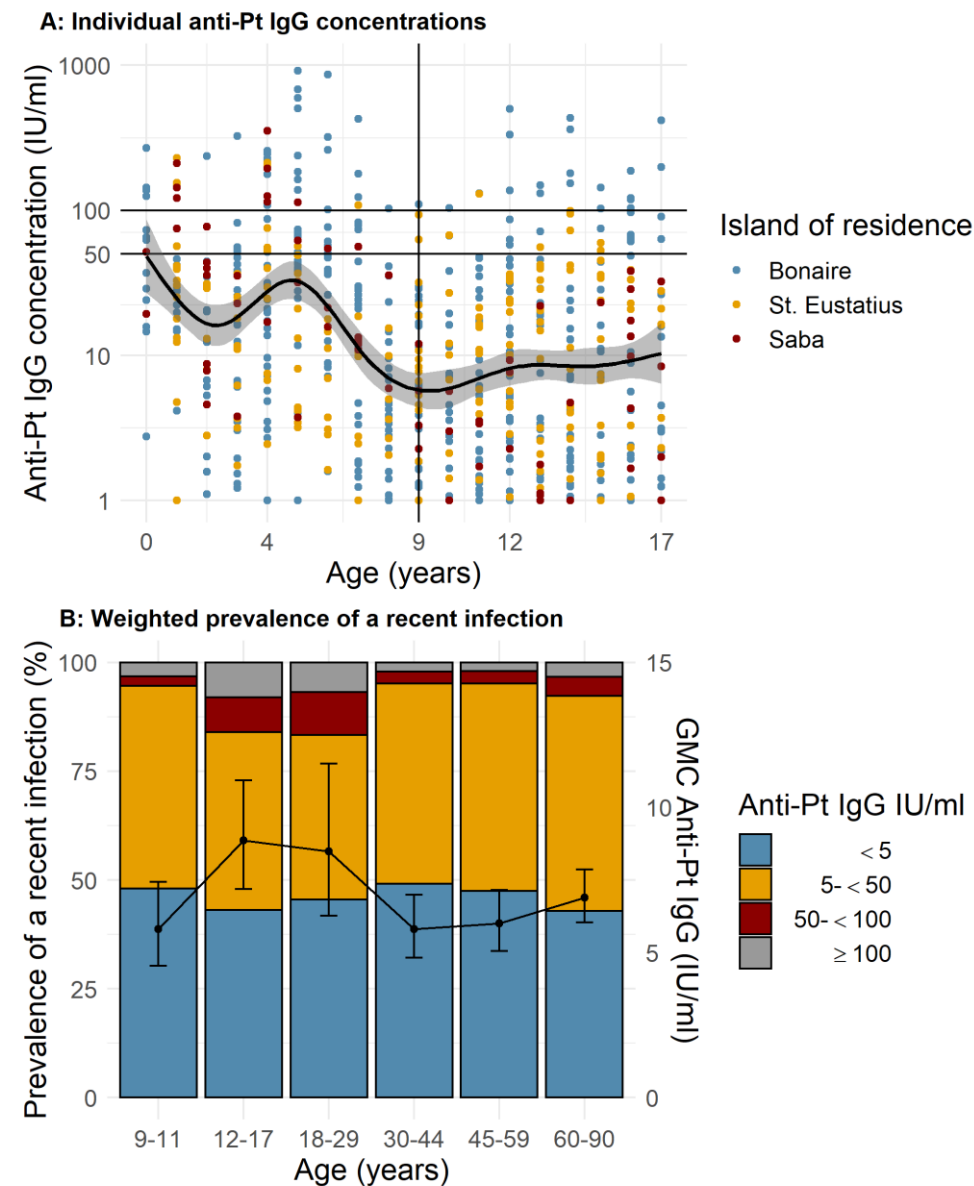 A: Individual anti-Pt IgG concentrations
Anti-Pt IgG concentration (IU/ml)
1000
100
50
10
1
0 4 9 12 17
Age (years)
Island of residence
Bonaire
St. Eustatius
Saba
B: Weighted prevalence of a recent infection
Prevalence of a recent infection (%)
100
75
50
25
0
15
10
5
0
GMC Anti-Pt IgG (IU/ml)
9-11 12-17 18-29 30-44 45-59 60-90
Age (years)
Anti-Pt IgG IU/ml
< 5
5- < 50
50- < 100
≥ 100